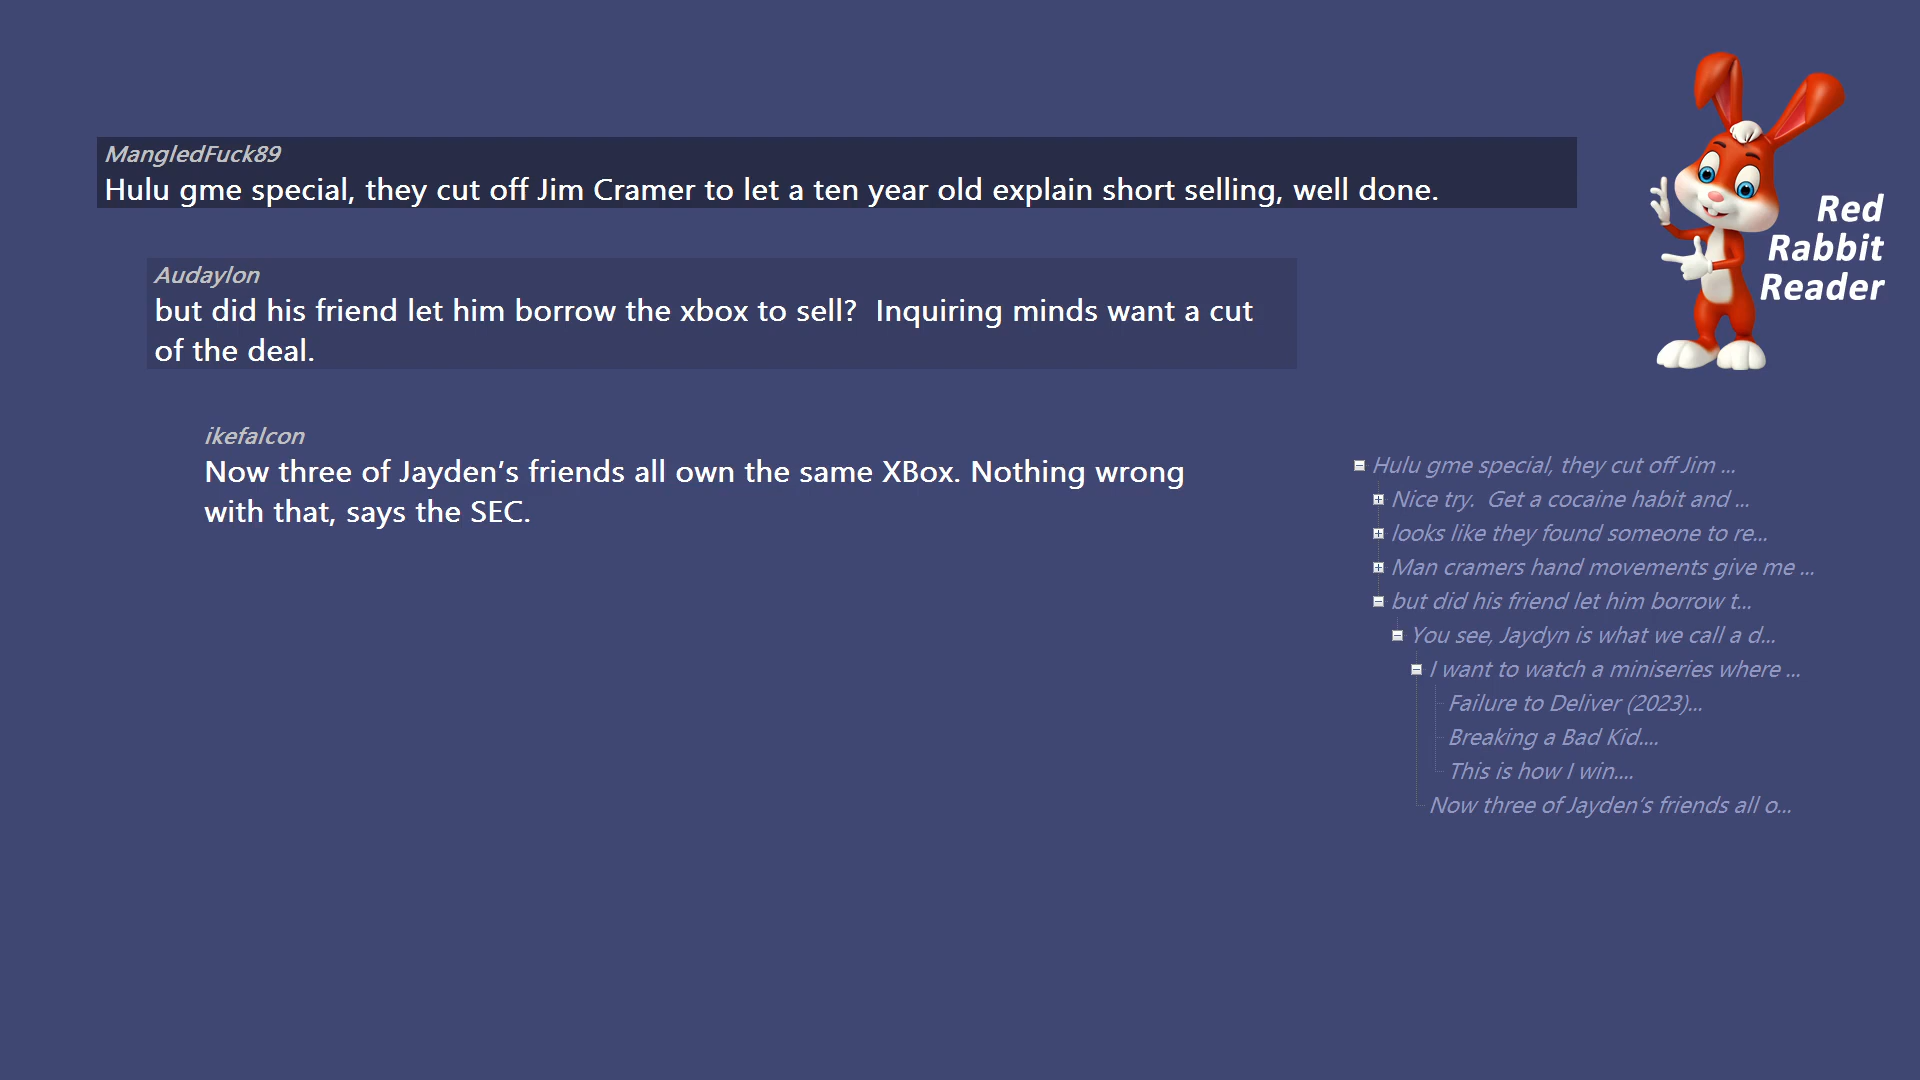 MangledFuck89
Hulu gme special, they cut off Jim Cramer to let a ten year old explain short selling, well done.
Audaylon
but did his friend let him borrow the xbox to sell?  Inquiring minds want a cut
of the deal.
ikefalcon
Now three of Jayden’s friends all own the same XBox. Nothing wrong
with that, says the SEC.
Red
Rabbit
Reader
Hulu gme special, they cut off Jim ...
Nice try.  Get a cocaine habit and ...
looks like they found someone to re...
Man cramers hand movements give me ...
but did his friend let him borrow t...
You see, Jaydyn is what we call a d...
I want to watch a miniseries where ...
Failure to Deliver (2023)...
Breaking a Bad Kid....
This is how I win....
Now three of Jayden’s friends all o...